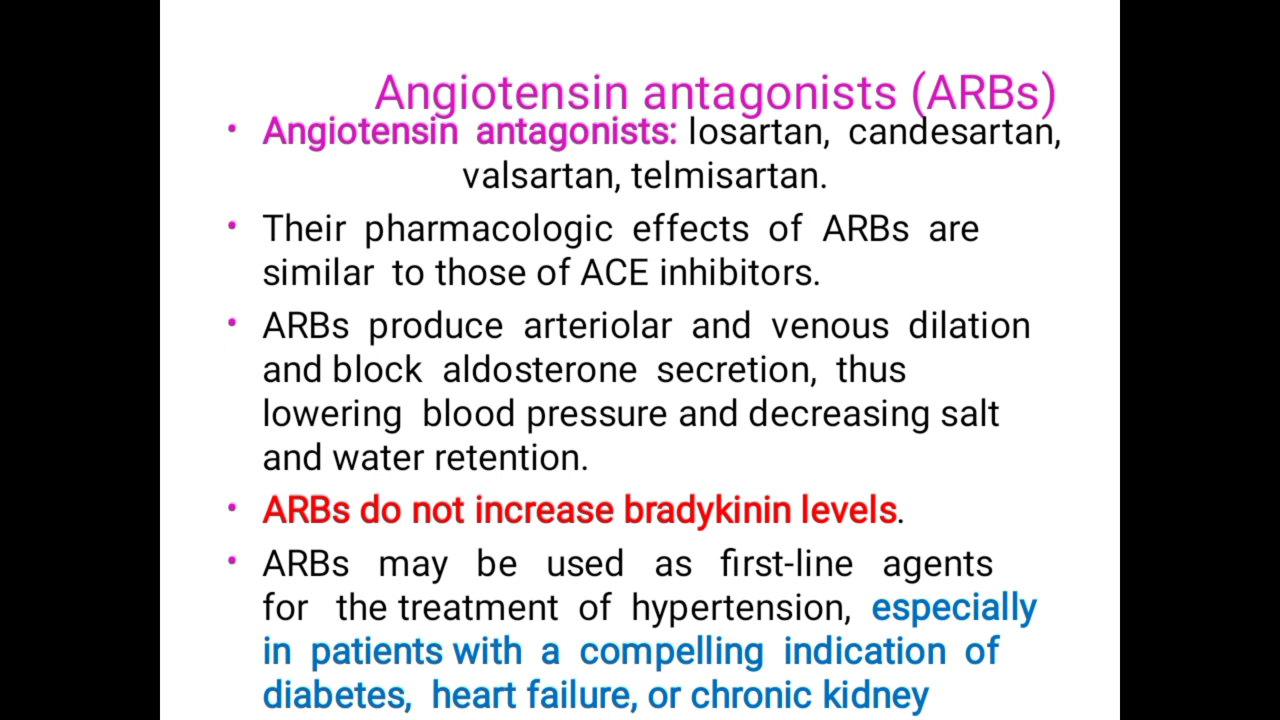 Angiotensin antagonists (ARBs)
• Angiotensin antagonists: losartan, candesartan,
valsartan, telmisartan.
• Their pharmacologic effects of ARBs are
similar to those of ACE inhibitors.
• ARBs produce arteriolar and venous dilation
and block aldosterone secretion, thus
lowering blood pressure and decreasing salt
and water retention.
• ARBs do not increase bradykinin levels.
• ARBs may be used as first-line agents
for the treatment of hypertension, especially
in patients with a compelling indication of
diabetes, heart failure, or chronic kidney